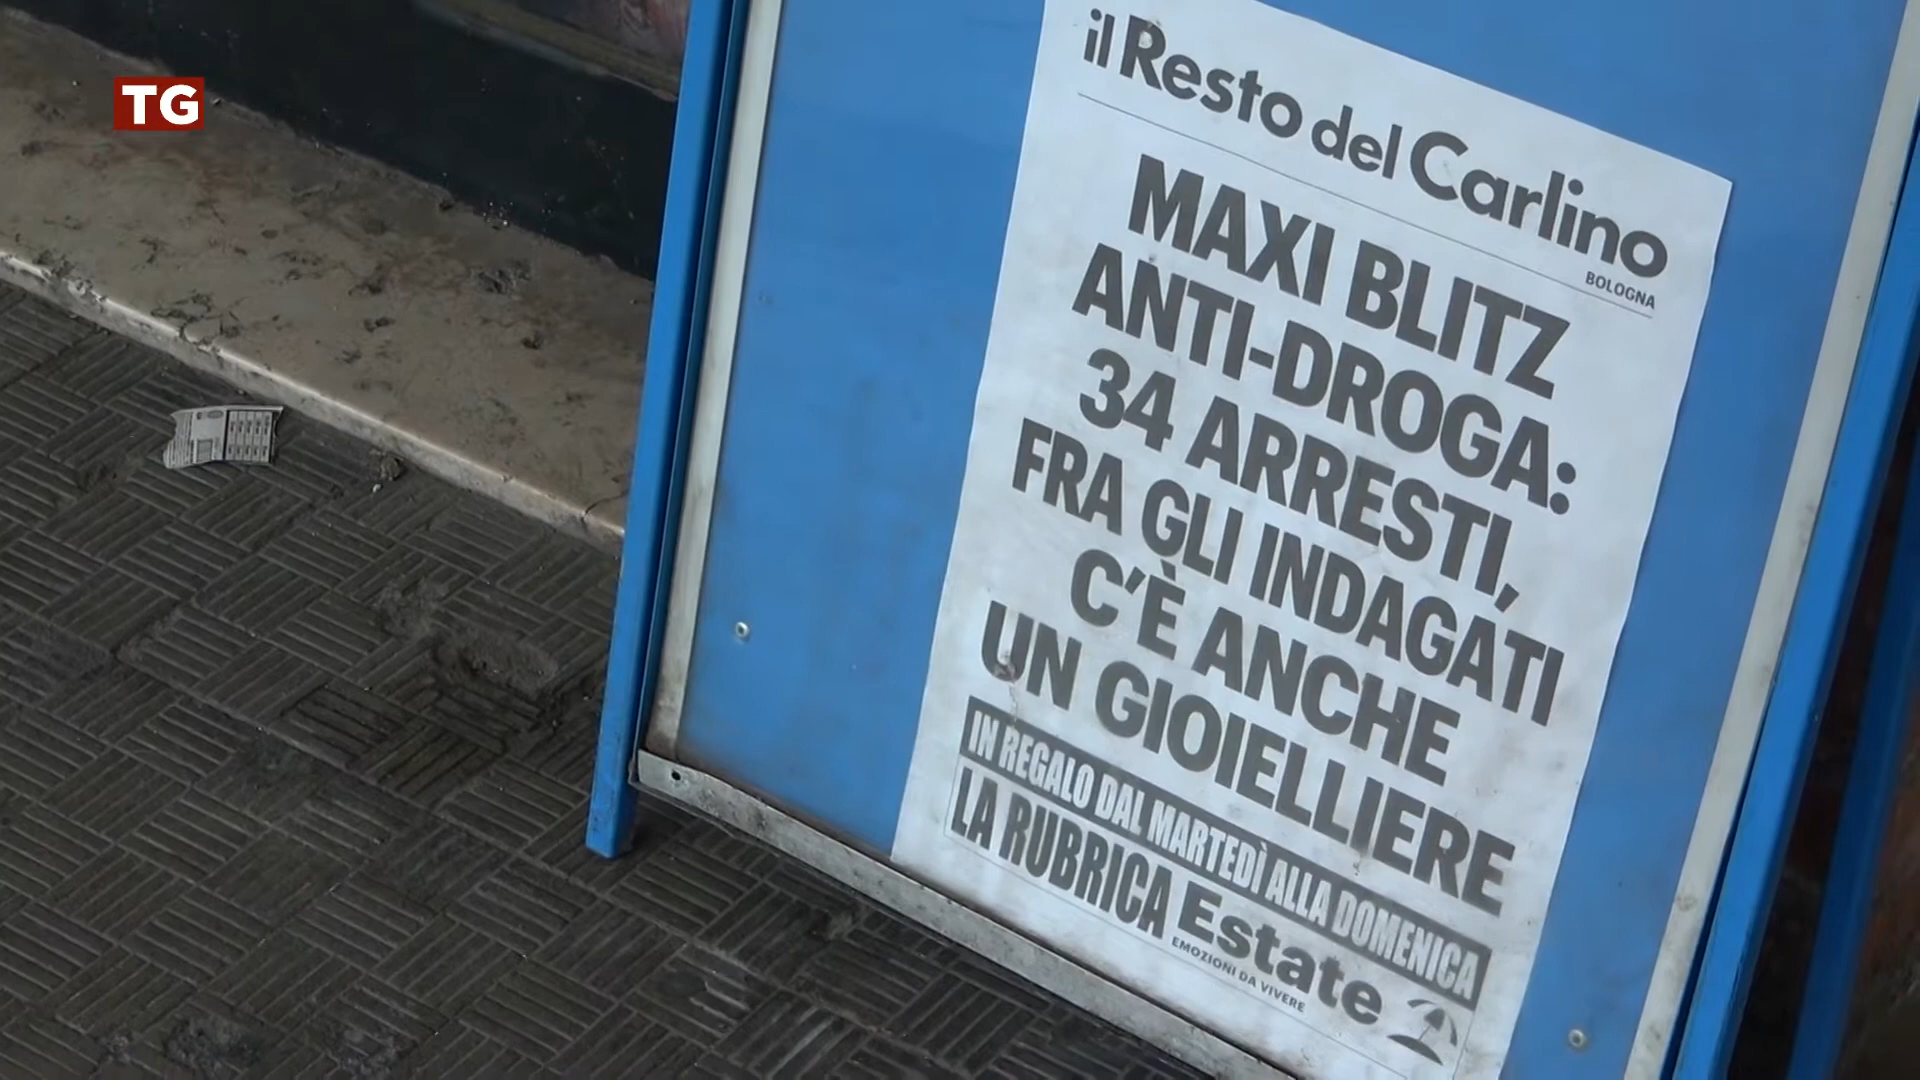 TG
il Resto del Carlino
BOLOGNA
MAXI BLITZ
ANTI-DROGA:
34 ARRESTI,
FRA GLI INDAGATI
C'È ANCHE
UN GIOIELLIERE
IN REGALO DAL MARTEDÌ ALLA DOMENICA
LA RUBRICA Estate
EMOZIONI DA VIVERE